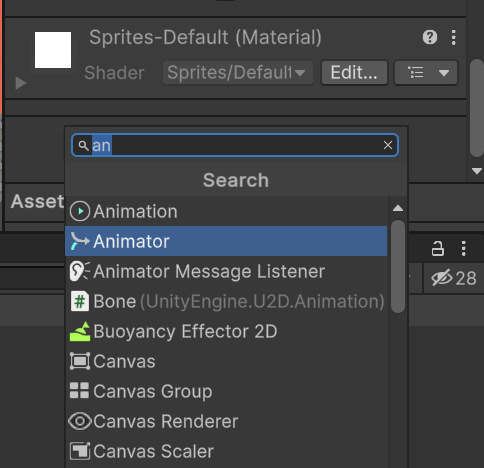 Sprites-Default (Material)
Shader Sprites/Default Edit...
an
Search
Asset
Animation
Animator
Animator Message Listener
28
Bone (UnityEngine.U2D.Animation)
Buoyancy Effector 2D
Canvas
Canvas Group
Canvas Renderer
Canvas Scaler